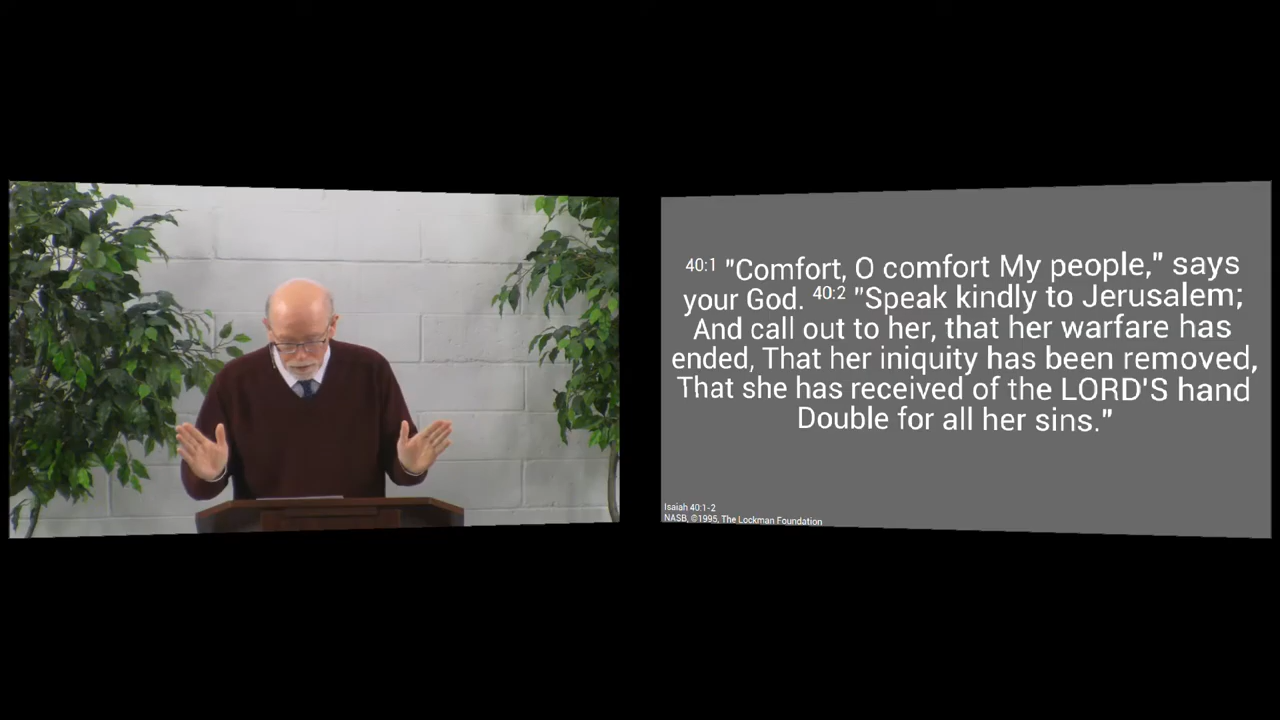 40:1 "Comfort, O comfort My people," says
your God. 40:2 "Speak kindly to Jerusalem;
And call out to her, that her warfare has
ended, That her iniquity has been removed,
That she has received of the LORD'S hand
Double for all her sins."
Isaiah 40:1-2
NASB, ©1995, The Lockman Foundation